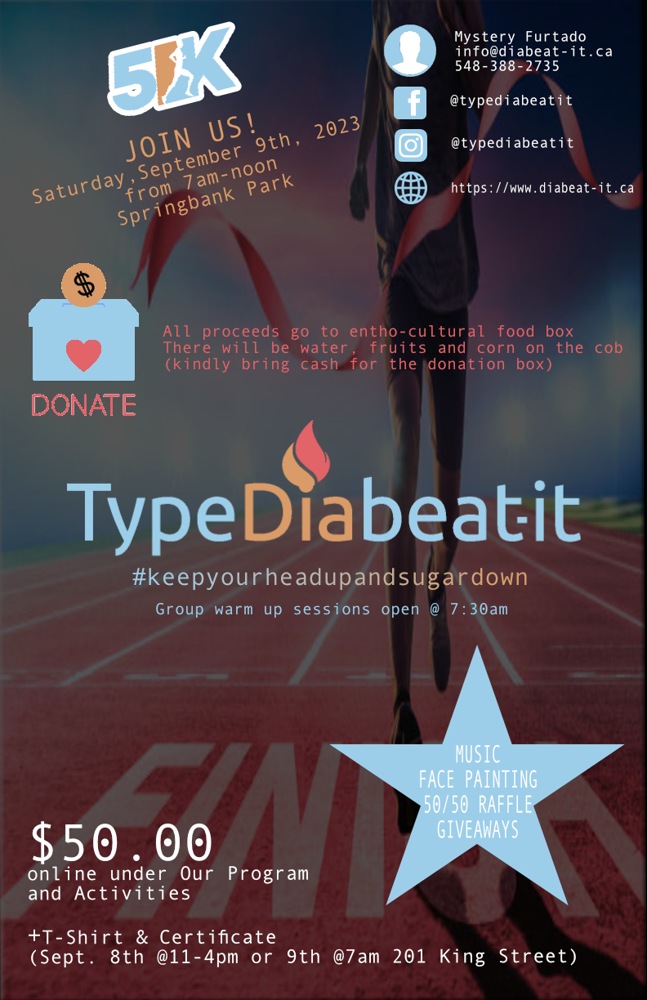 5K
JOIN US!
Saturday,September 9th, 2023
from 7am-noon
Springbank Park
Mystery Furtado
info@diabeat-it.ca
548-388-2735
@typediabeatit
@typediabeatit
https://www.diabeat-it.ca
$
DONATE
All proceeds go to entho-cultural food box
There will be water, fruits and corn on the cob
(kindly bring cash for the donation box)
TypeDiabeat-it
#keepyourheadupandsugardown
Group warm up sessions open @ 7:30am
MUSIC
FACE PAINTING
50/50 RAFFLE
GIVEAWAYS
FINISH
$50.00
online under Our Program
and Activities
+T-Shirt & Certificate
(Sept. 8th @11-4pm or 9th @7am 201 King Street)